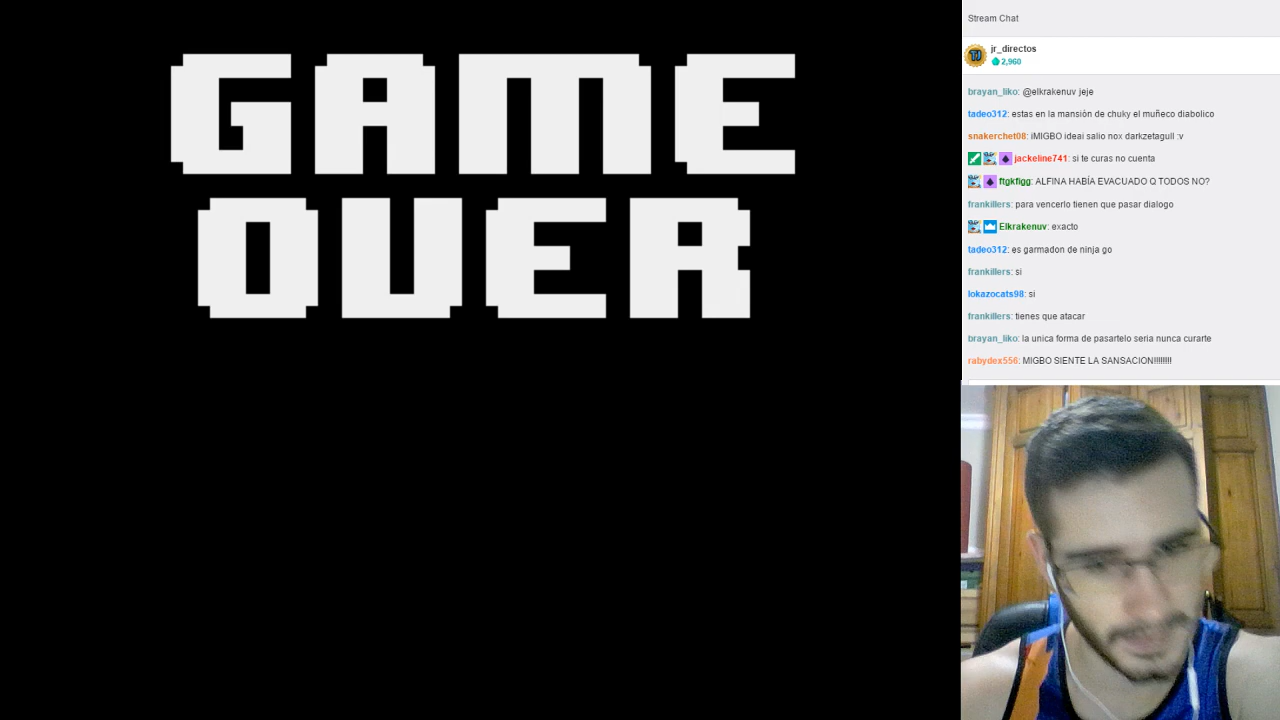 GAME
OVER
Stream Chat
jr_directos
2,960
brayan_liko: @elkrakenuv jeje
tadeo312: estas en la mansión de chuky el muñeco diabolico
snakerchet08: iMIGBO ideai salio nox darkzetagull :v
jackeline741: si te curas no cuenta
ftgkfigg: ALFINA HABÍA EVACUADO Q TODOS NO?
frankillers: para vencerlo tienen que pasar dialogo
Elkrakenuv: exacto
tadeo312: es garmadon de ninja go
frankillers: si
lokazocats98: si
frankillers: tienes que atacar
brayan_liko: la unica forma de pasartelo seria nunca curarte
rabydex556: MIGBO SIENTE LA SANSACION!!!!!!!!!